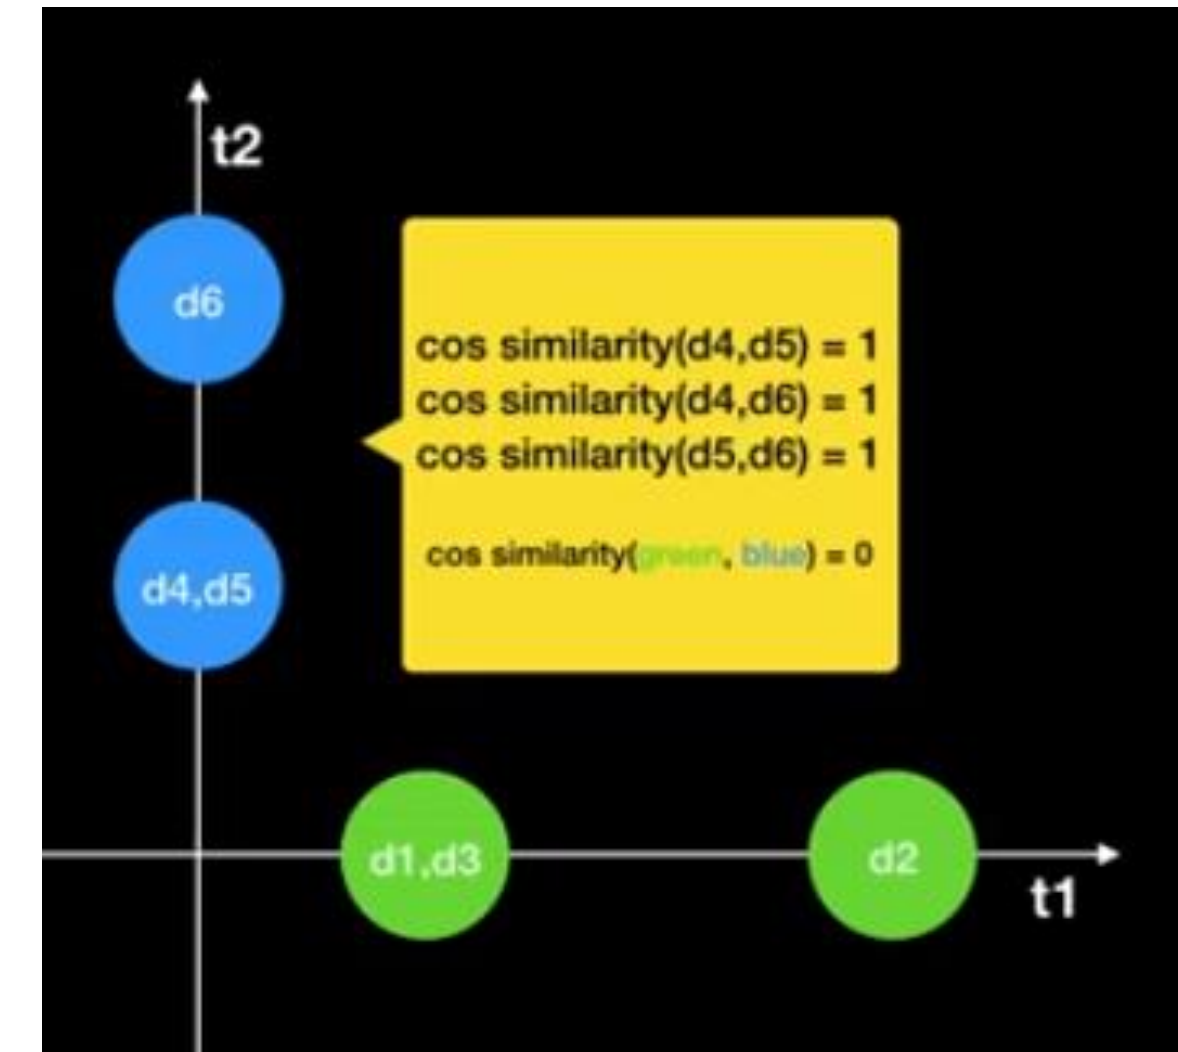 t2
d6
cos similarity(d4,d5) = 1
cos similarity(d4,d6) = 1
cos similarity(d5,d6) = 1
cos similarity(green, blue) = 0
d4,d5
d1,d3
d2
t1